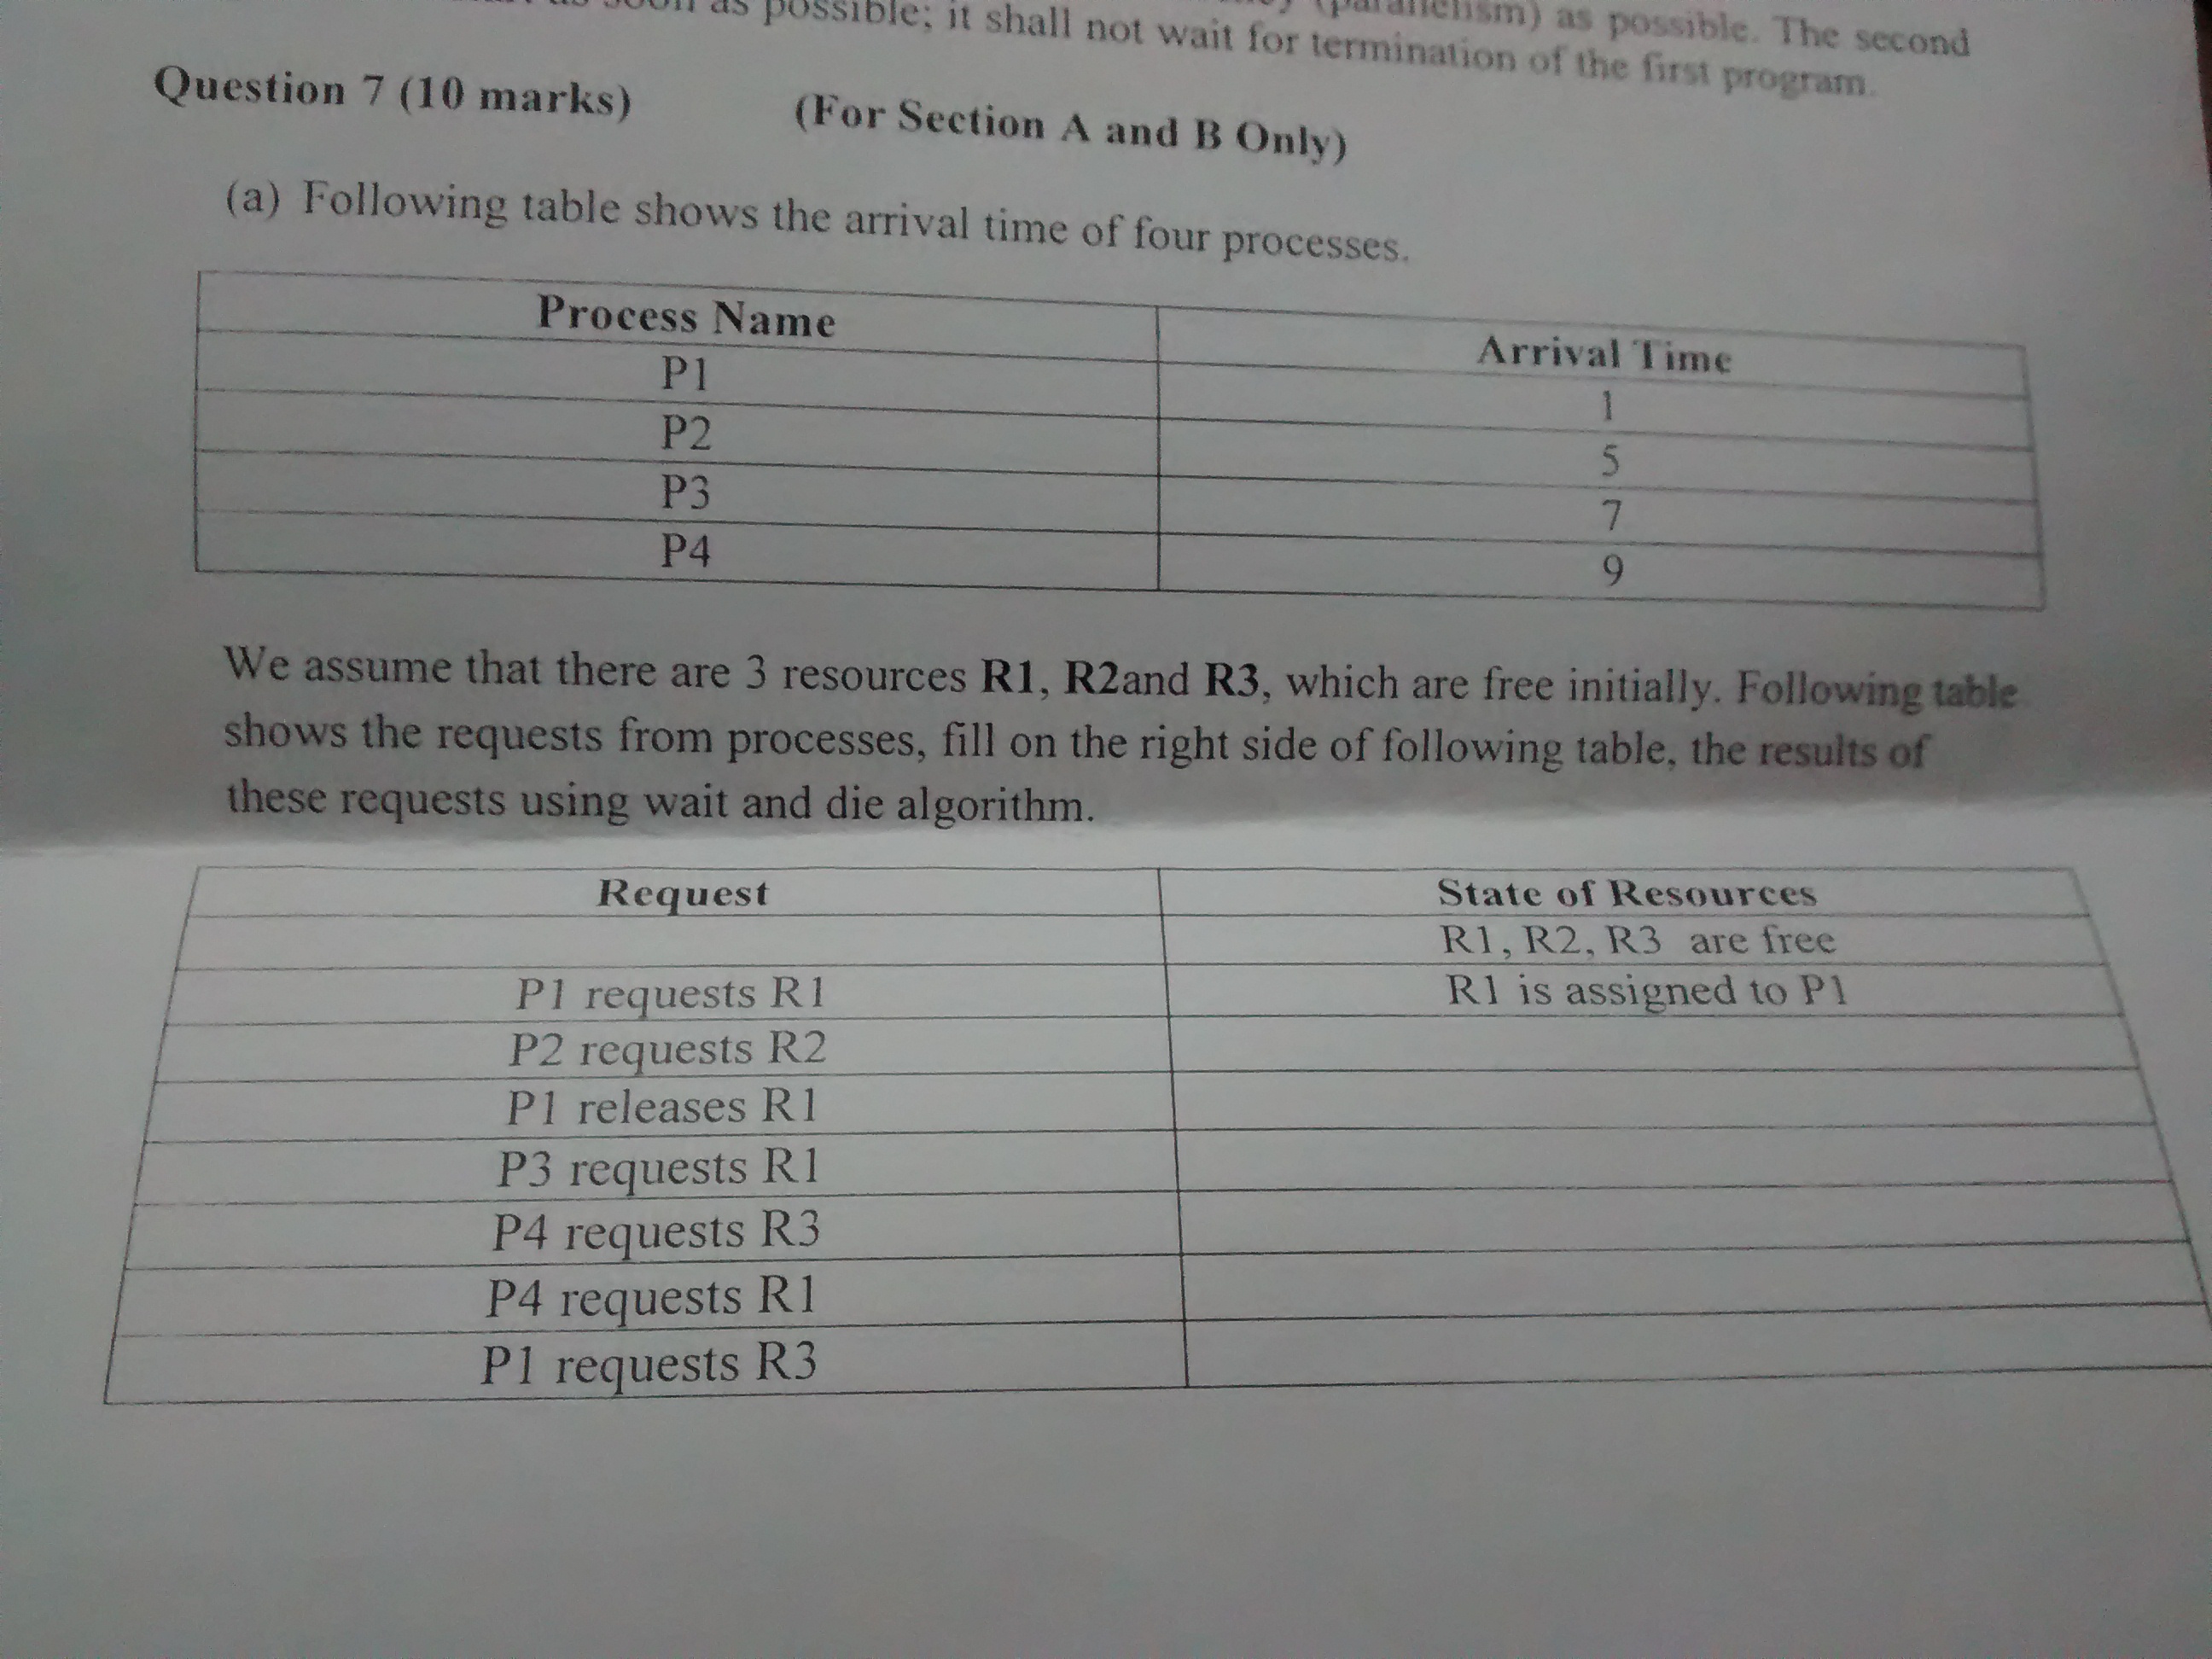 as soon as possible; it shall not wait for termination of the first program.
(parallelism) as possible. The second
Question 7 (10 marks) (For Section A and B Only)
(a) Following table shows the arrival time of four processes.
Process Name Arrival Time
P1 1
P2 5
P3 7
P4 9
We assume that there are 3 resources R1, R2and R3, which are free initially. Following table
shows the requests from processes, fill on the right side of following table, the results of
these requests using wait and die algorithm.
Request State of Resources
R1, R2, R3 are free
P1 requests R1 R1 is assigned to P1
P2 requests R2
P1 releases R1
P3 requests R1
P4 requests R3
P4 requests R1
P1 requests R3